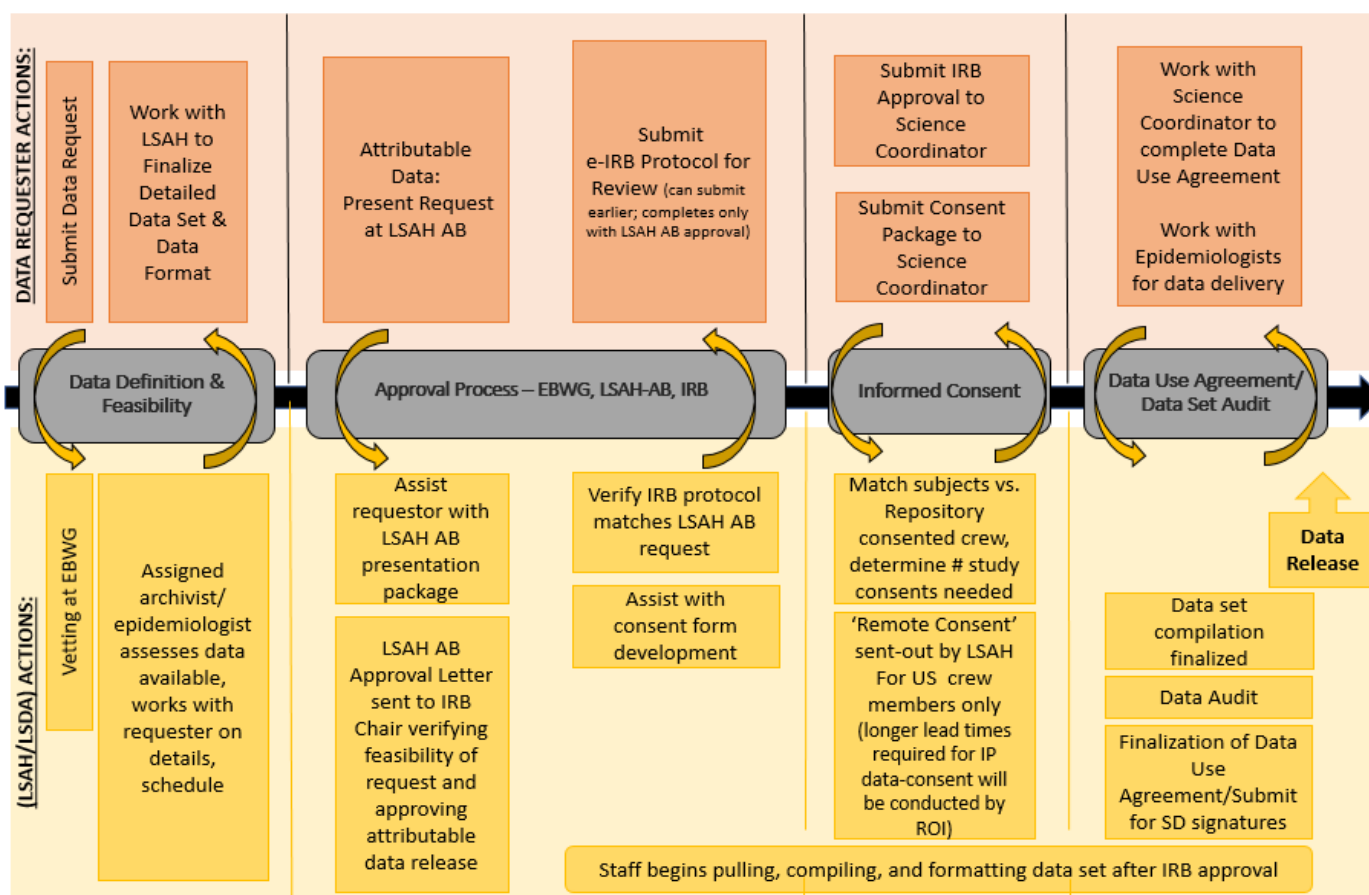 DATA REQUESTER ACTIONS:
Submit Data Request
Work with
LSAH to
Finalize
Detailed
Data Set &
Data
Format
Attributable
Data:
Present Request
at LSAH AB
Submit
e-IRB Protocol for
Review (can submit
earlier; completes only
with LSAH AB approval)
Submit IRB
Approval to
Science
Coordinator
Submit Consent
Package to
Science
Coordinator
Work with
Science
Coordinator to
complete Data
Use Agreement
Work with
Epidemiologists
for data delivery
Data Definition &
Feasibility
Approval Process – EBWG, LSAH-AB, IRB
Informed Consent
Data Use Agreement/
Data Set Audit
(LSAH/LSDA) ACTIONS:
Vetting at EBWG
Assigned
archivist/
epidemiologist
assesses data
available,
works with
requester on
details,
schedule
Assist
requestor with
LSAH AB
presentation
package
LSAH AB
Approval Letter
sent to IRB
Chair verifying
feasibility of
request and
approving
attributable
data release
Verify IRB protocol
matches LSAH AB
request
Assist with
consent form
development
Match subjects vs.
Repository
consented crew,
determine # study
consents needed
‘Remote Consent’
sent-out by LSAH
For US crew
members only
(longer lead times
required for IP
data-consent will
be conducted by
ROI)
Data
Release
Data set
compilation
finalized
Data Audit
Finalization of Data
Use
Agreement/Submit
for SD signatures
Staff begins pulling, compiling, and formatting data set after IRB approval